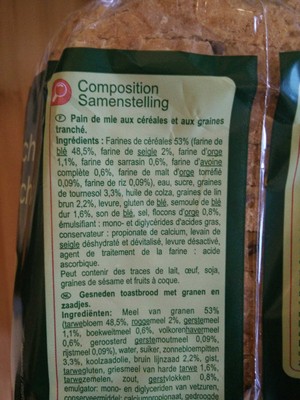 Composition
Samenstelling
F Pain de mie aux céréales et aux graines
tranché.
Ingrédients : Farines de céréales 53% (farine de
blé 48,5%, farine de seigle 2%, farine d'orge
1,1%, farine de sarrasin 0,6%, farine d'avoine
complète 0,6%, farine de malt d'orge torréfié
0,09%, farine de riz 0,09%), eau, sucre, graines
de tournesol 3,3%, huile de colza, graines de lin
brun 2,2%, levure, gluten de blé, semoule de blé
dur 1,6%, son de blé, sel, flocons d'orge 0,8%,
émulsifiant : mono- et diglycérides d'acides gras,
conservateur : propionate de calcium, levain de
seigle déshydraté et dévitalisé, levure désactivé,
agent de traitement de la farine : acide
ascorbique.
Peut contenir des traces de lait, œuf, soja,
graines de sésame et fruits à coque.
NL Gesneden toastbrood met granen en
zaadjes.
Ingrediënten: Meel van granen 53%
(tarwebloem 48,5%, roggemeel 2%, gerstemeel
1,1%, boekweitmeel 0,6%, volkorenhavermeel
0,6%, geroosterd gerstemoutmeel 0,09%,
rijstmeel 0,09%), water, suiker, zonnebloempitten
3,3%, koolzaadolie, bruin lijnzaad 2,2%, gist,
tarwegluten, griesmeel van harde tarwe 1,6%,
tarwezemelen, zout, gerstvlokken 0,8%,
emulgator: mono- en diglyceriden van vetzuren,
conserveermiddel: calciumpropionaat, gedroogde